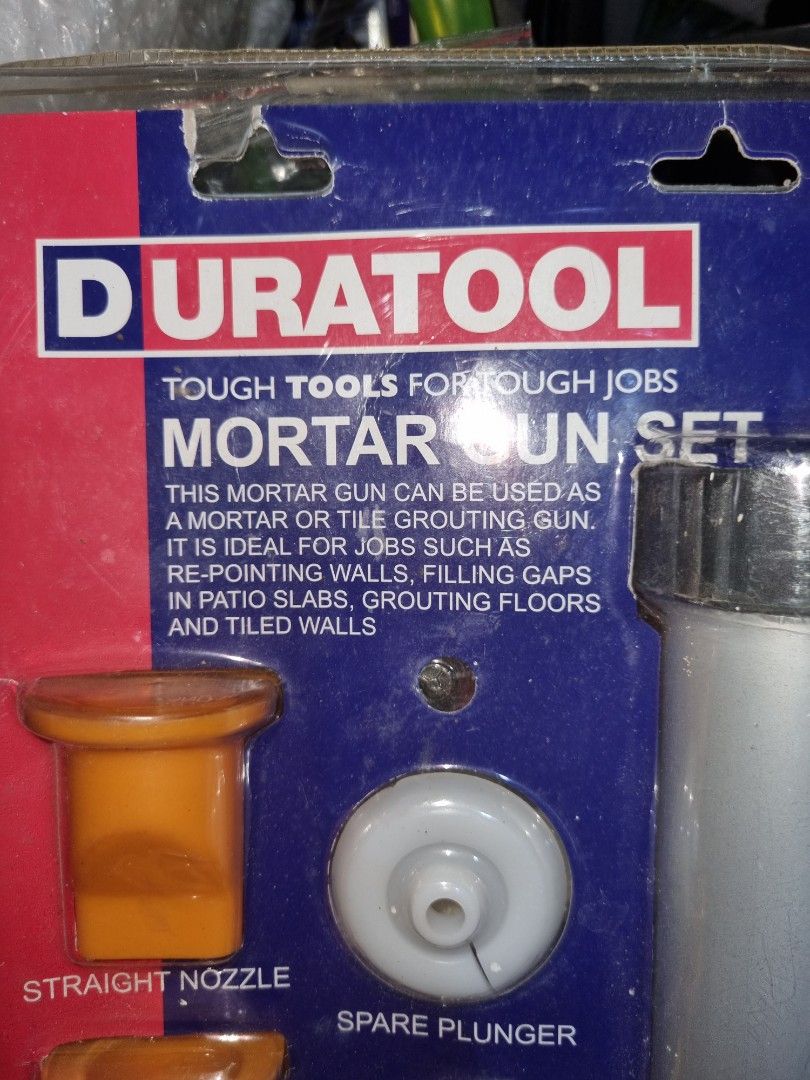 DURATOOL
TOUGH TOOLS FOR TOUGH JOBS
MORTAR GUN SET
THIS MORTAR GUN CAN BE USED AS
A MORTAR OR TILE GROUTING GUN.
IT IS IDEAL FOR JOBS SUCH AS
RE-POINTING WALLS, FILLING GAPS
IN PATIO SLABS, GROUTING FLOORS
AND TILED WALLS
STRAIGHT NOZZLE
SPARE PLUNGER